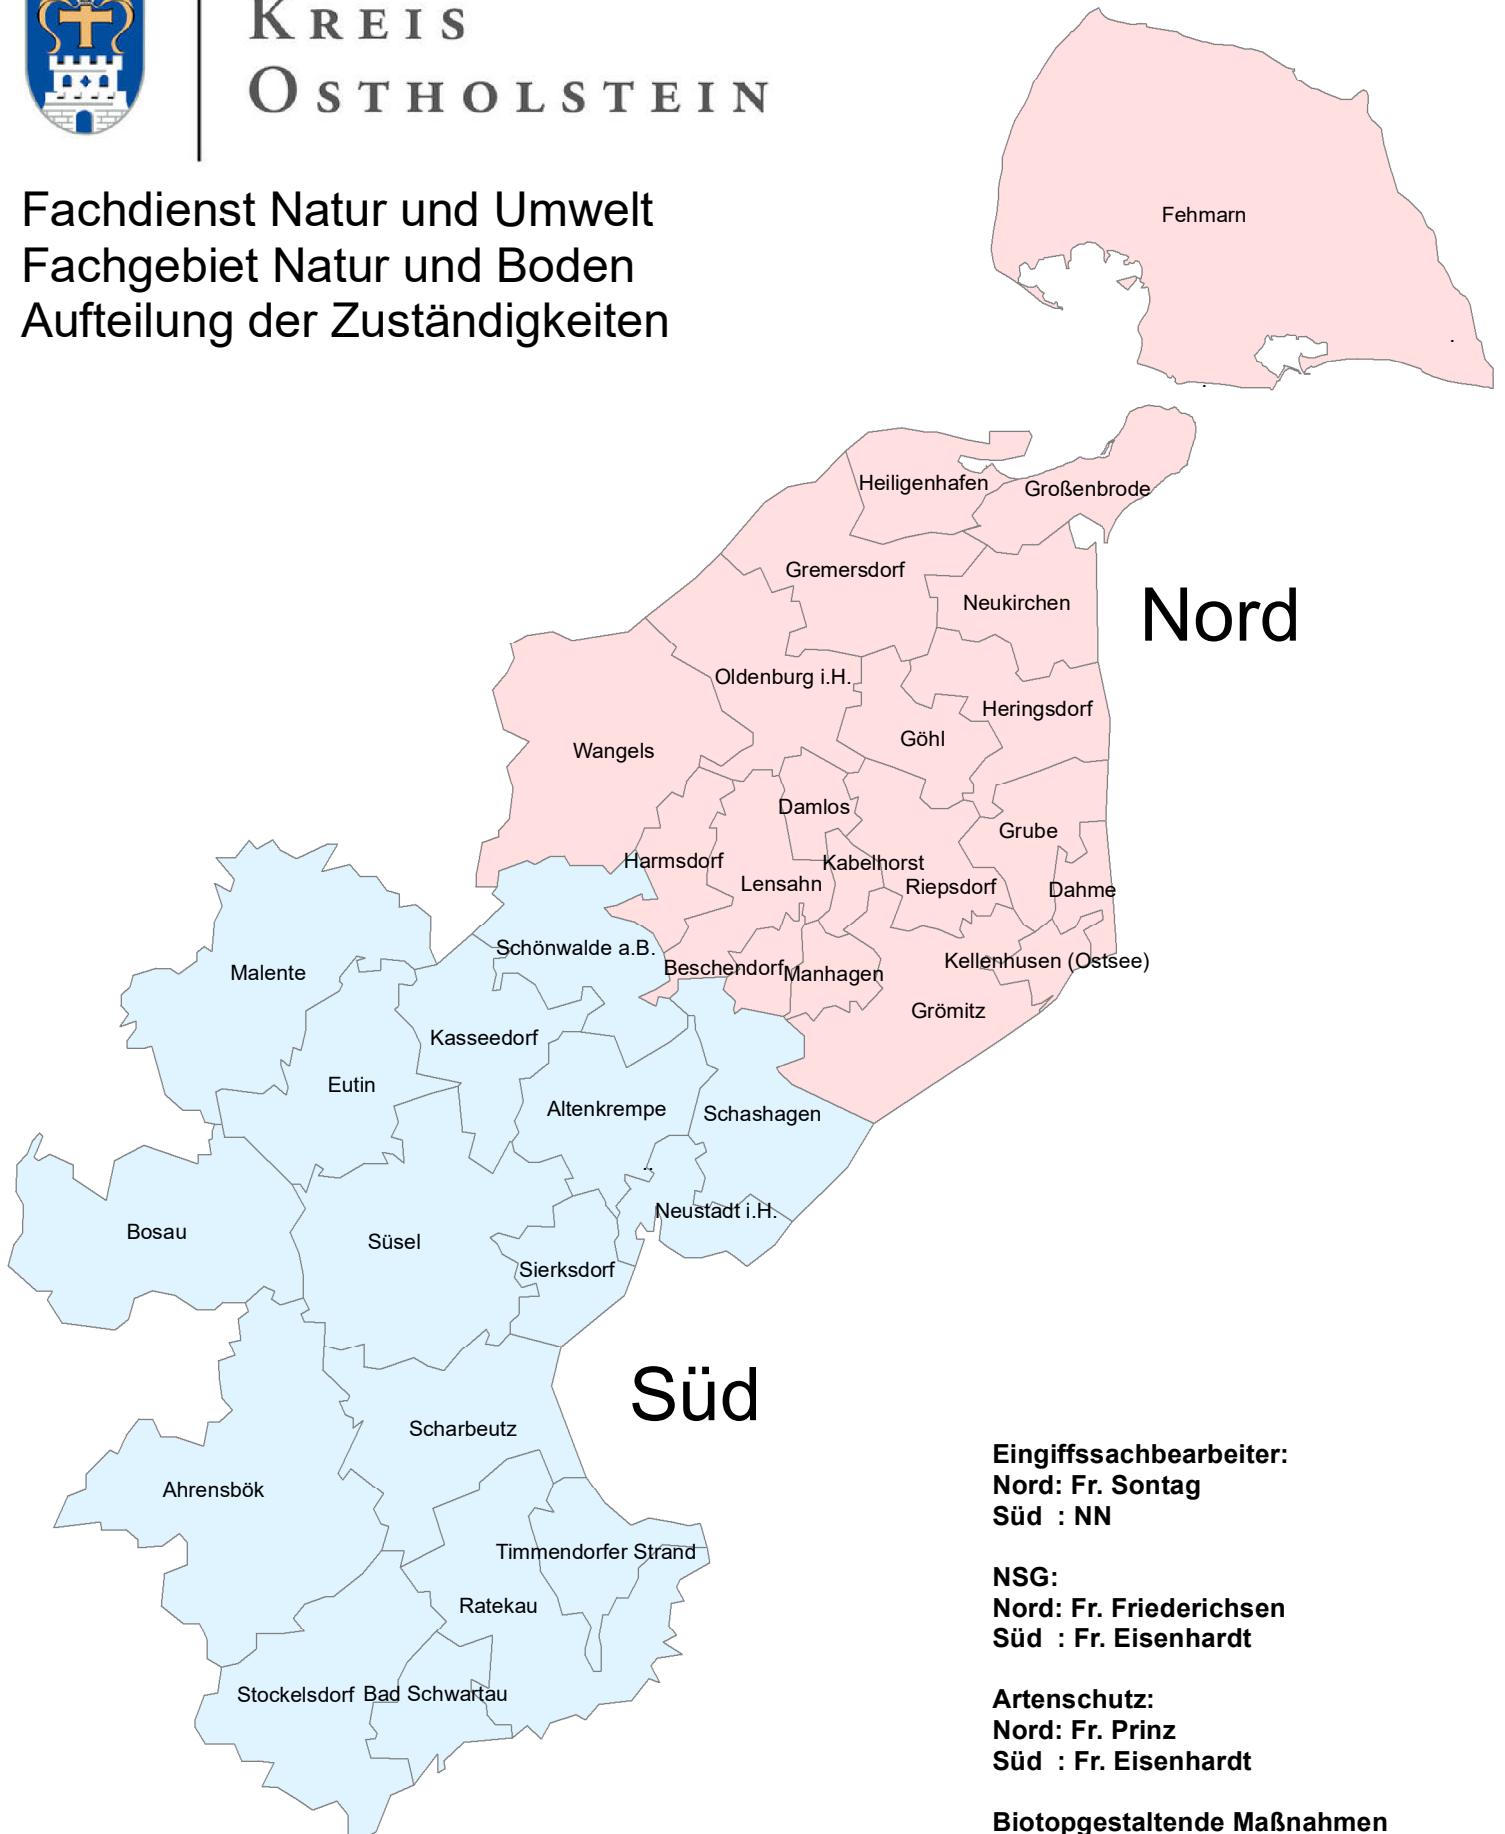 KREIS
OSTHOLSTEIN
Fachdienst Natur und Umwelt
Fachgebiet Natur und Boden
Aufteilung der Zuständigkeiten
Fehmarn
Heiligenhafen
Großenbrode
Gremersdorf
Neukirchen
Nord
Oldenburg i.H.
Heringsdorf
Göhl
Wangels
Damlos
Grube
Harmsdorf
Kabelhorst
Lensahn
Riepsdorf
Dahme
Schönwalde a.B.
Beschendorf
Manhagen
Kellenhusen (Ostsee)
Malente
Grömitz
Kasseedorf
Eutin
Altenkrempe
Schashagen
Neustadt i.H.
Bosau
Süsel
Sierksdorf
Süd
Scharbeutz
Ahrensbök
Timmendorfer Strand
Ratekau
Stockelsdorf
Bad Schwartau
Eingiffssachbearbeiter:
Nord: Fr. Sontag
Süd : NN
NSG:
Nord: Fr. Friederichsen
Süd : Fr. Eisenhardt
Artenschutz:
Nord: Fr. Prinz
Süd : Fr. Eisenhardt
Biotopgestaltende Maßnahmen